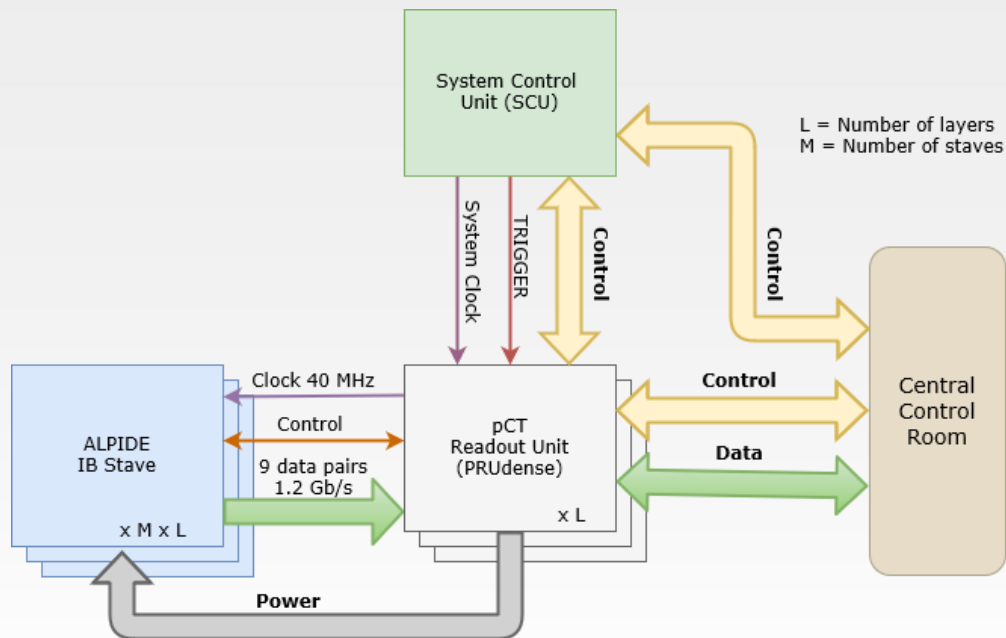 System Control
Unit (SCU)
L = Number of layers
M = Number of staves
System Clock
TRIGGER
Control
Control
Clock 40 MHz
Control
9 data pairs
1.2 Gb/s
ALPIDE
IB Stave
x M x L
pCT
Readout Unit
(PRUdense)
x L
Control
Data
Central
Control
Room
Power